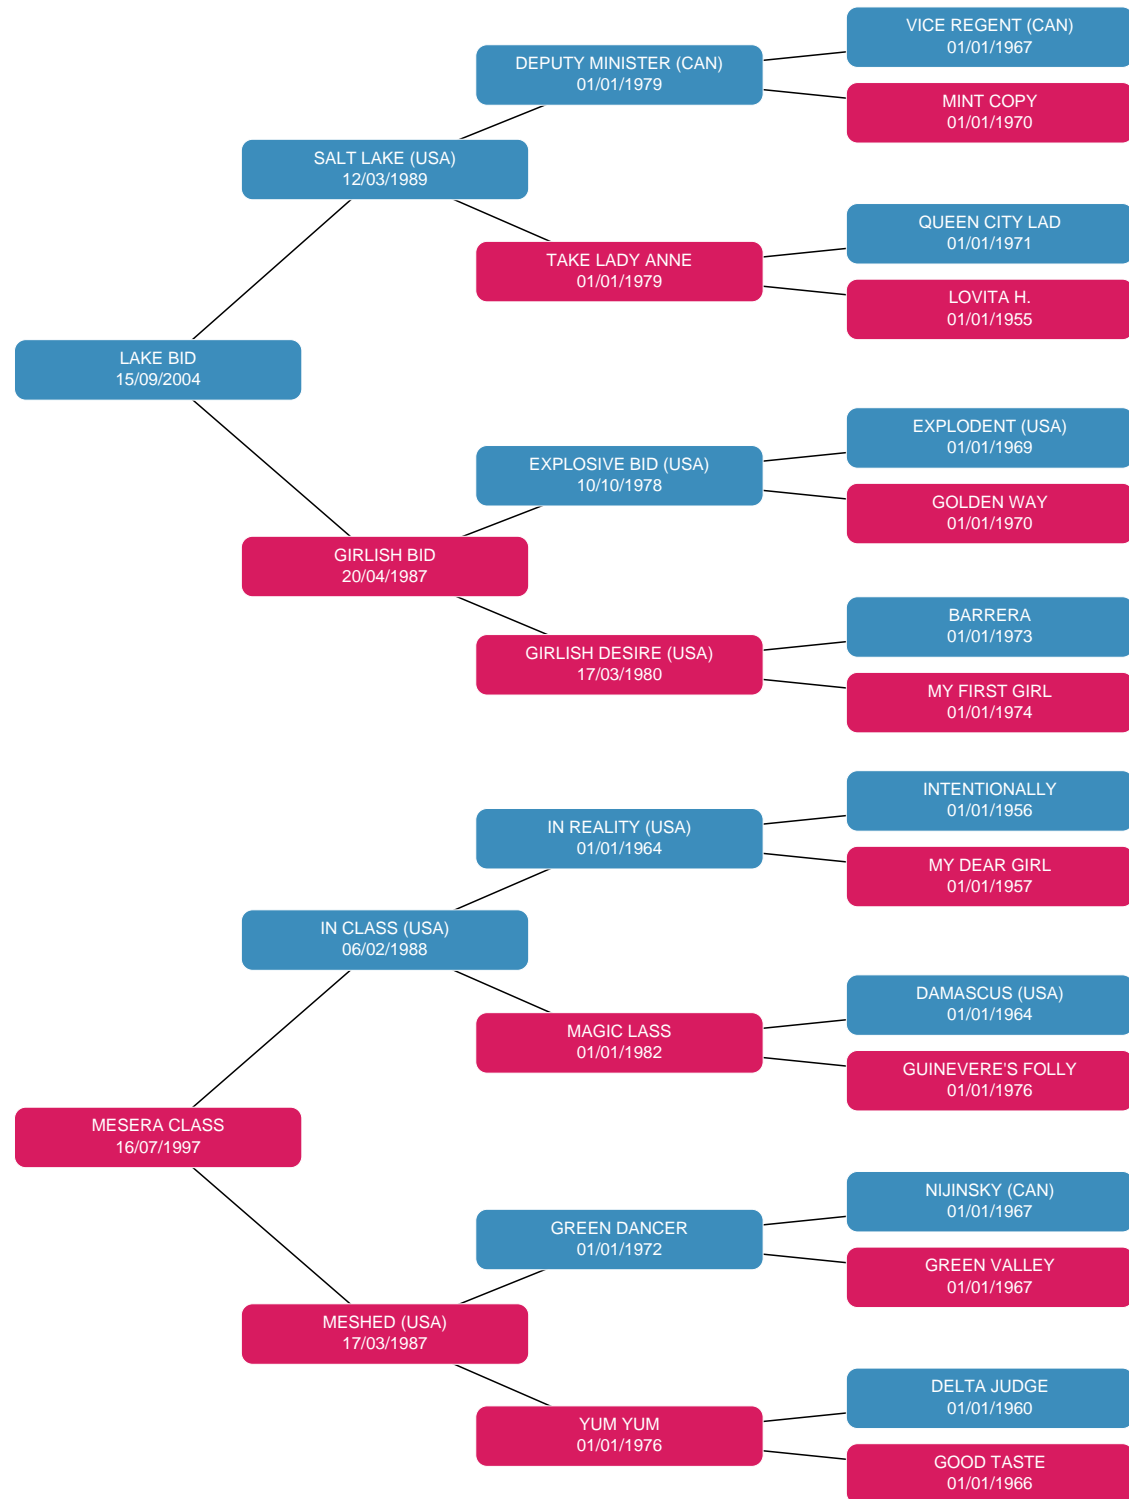 VICE REGENT (CAN)
01/01/1967
DEPUTY MINISTER (CAN)
01/01/1979
MINT COPY
01/01/1970
SALT LAKE (USA)
12/03/1989
QUEEN CITY LAD
01/01/1971
TAKE LADY ANNE
01/01/1979
LOVITA H.
01/01/1955
LAKE BID
15/09/2004
EXPLODENT (USA)
01/01/1969
EXPLOSIVE BID (USA)
10/10/1978
GOLDEN WAY
01/01/1970
GIRLISH BID
20/04/1987
BARRERA
01/01/1973
GIRLISH DESIRE (USA)
17/03/1980
MY FIRST GIRL
01/01/1974
INTENTIONALLY
01/01/1956
IN REALITY (USA)
01/01/1964
MY DEAR GIRL
01/01/1957
IN CLASS (USA)
06/02/1988
DAMASCUS (USA)
01/01/1964
MAGIC LASS
01/01/1982
GUINEVERE'S FOLLY
01/01/1976
MESERA CLASS
16/07/1997
NIJINSKY (CAN)
01/01/1967
GREEN DANCER
01/01/1972
GREEN VALLEY
01/01/1967
MESHED (USA)
17/03/1987
DELTA JUDGE
01/01/1960
YUM YUM
01/01/1976
GOOD TASTE
01/01/1966